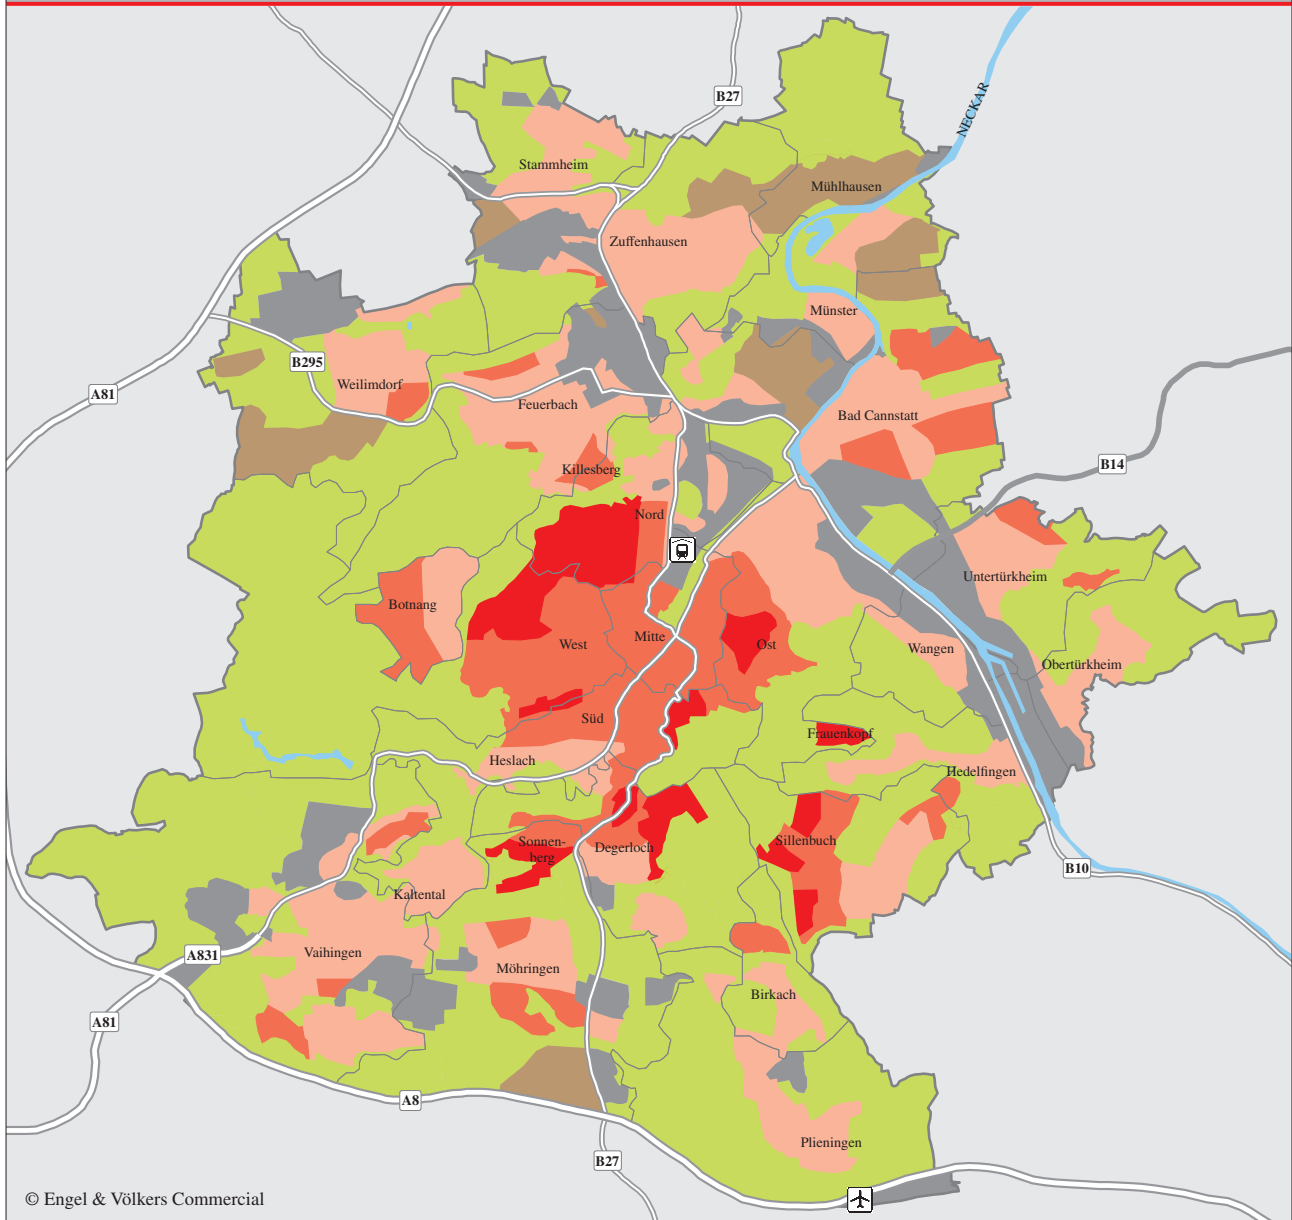 B27
NECKAR
Stammheim
Mühlhausen
Zuffenhausen
Münster
B295
Weilimdorf
A81
Feuerbach
Bad Cannstatt
B14
Killesberg
Nord
Untertürkheim
Botnang
Mitte
West
Ost
Wangen
Obertürkheim
Süd
Frauenkopf
Heslach
Hedelfingen
Sonnen-
berg
Degerloch
Sillenbuch
B10
Kaltental
A831
Vaihingen
Möhringen
Birkach
A81
A8
Plieningen
B27
© Engel & Völkers Commercial